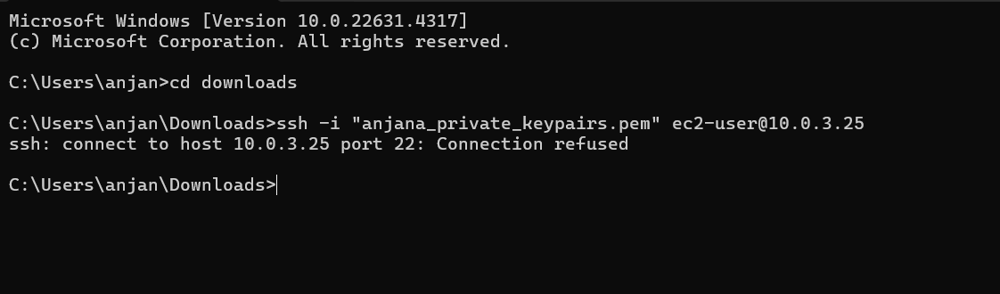 Microsoft Windows [Version 10.0.22631.4317]
(c) Microsoft Corporation. All rights reserved.
C:\Users\anjan>cd downloads
C:\Users\anjan\Downloads>ssh -i "anjana_private_keypairs.pem" ec2-user@10.0.3.25
ssh: connect to host 10.0.3.25 port 22: Connection refused
C:\Users\anjan\Downloads>